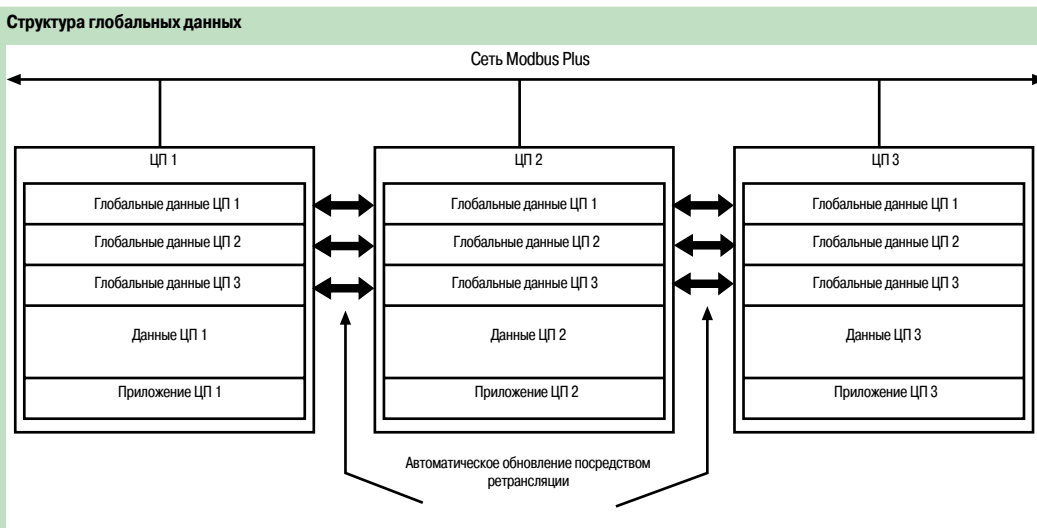 Структура глобальных данных
Сеть Modbus Plus
ЦП 1
Глобальные данные ЦП 1
Глобальные данные ЦП 2
Глобальные данные ЦП 3
Данные ЦП 1
Приложение ЦП 1
ЦП 2
Глобальные данные ЦП 1
Глобальные данные ЦП 2
Глобальные данные ЦП 3
Данные ЦП 2
Приложение ЦП 2
ЦП 3
Глобальные данные ЦП 1
Глобальные данные ЦП 2
Глобальные данные ЦП 3
Данные ЦП 3
Приложение ЦП 3
Автоматическое обновление посредством
ретрансляции